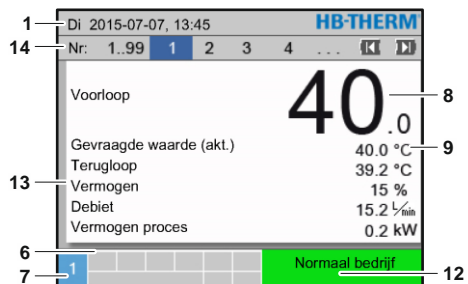 1 Di 2015-07-07, 13:45 HB-THERM
14 Nr: 1..99 1 2 3 4 ...
Voorloop 40.0 8
Gevraagde waarde (akt.) 40.0 °C 9
Terugloop 39.2 °C
13 Vermogen 15 %
Debiet 15.2 L/min
Vermogen proces 0.2 kW
6
7 1 Normaal bedrijf 12